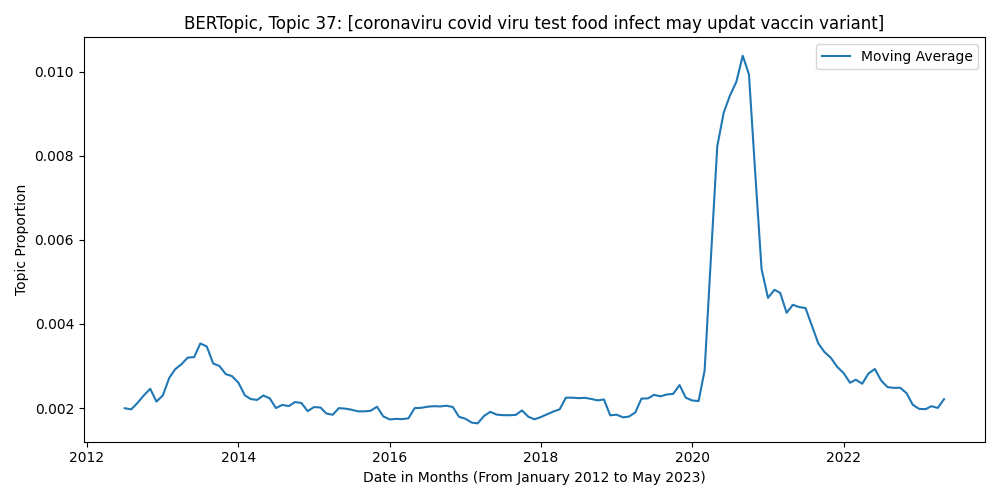 BERTopic, Topic 37: [coronaviru covid viru test food infect may updat vaccin variant]
Moving Average
Topic Proportion
0.010
0.008
0.006
0.004
0.002
2012 2014 2016 2018 2020 2022
Date in Months (From January 2012 to May 2023)